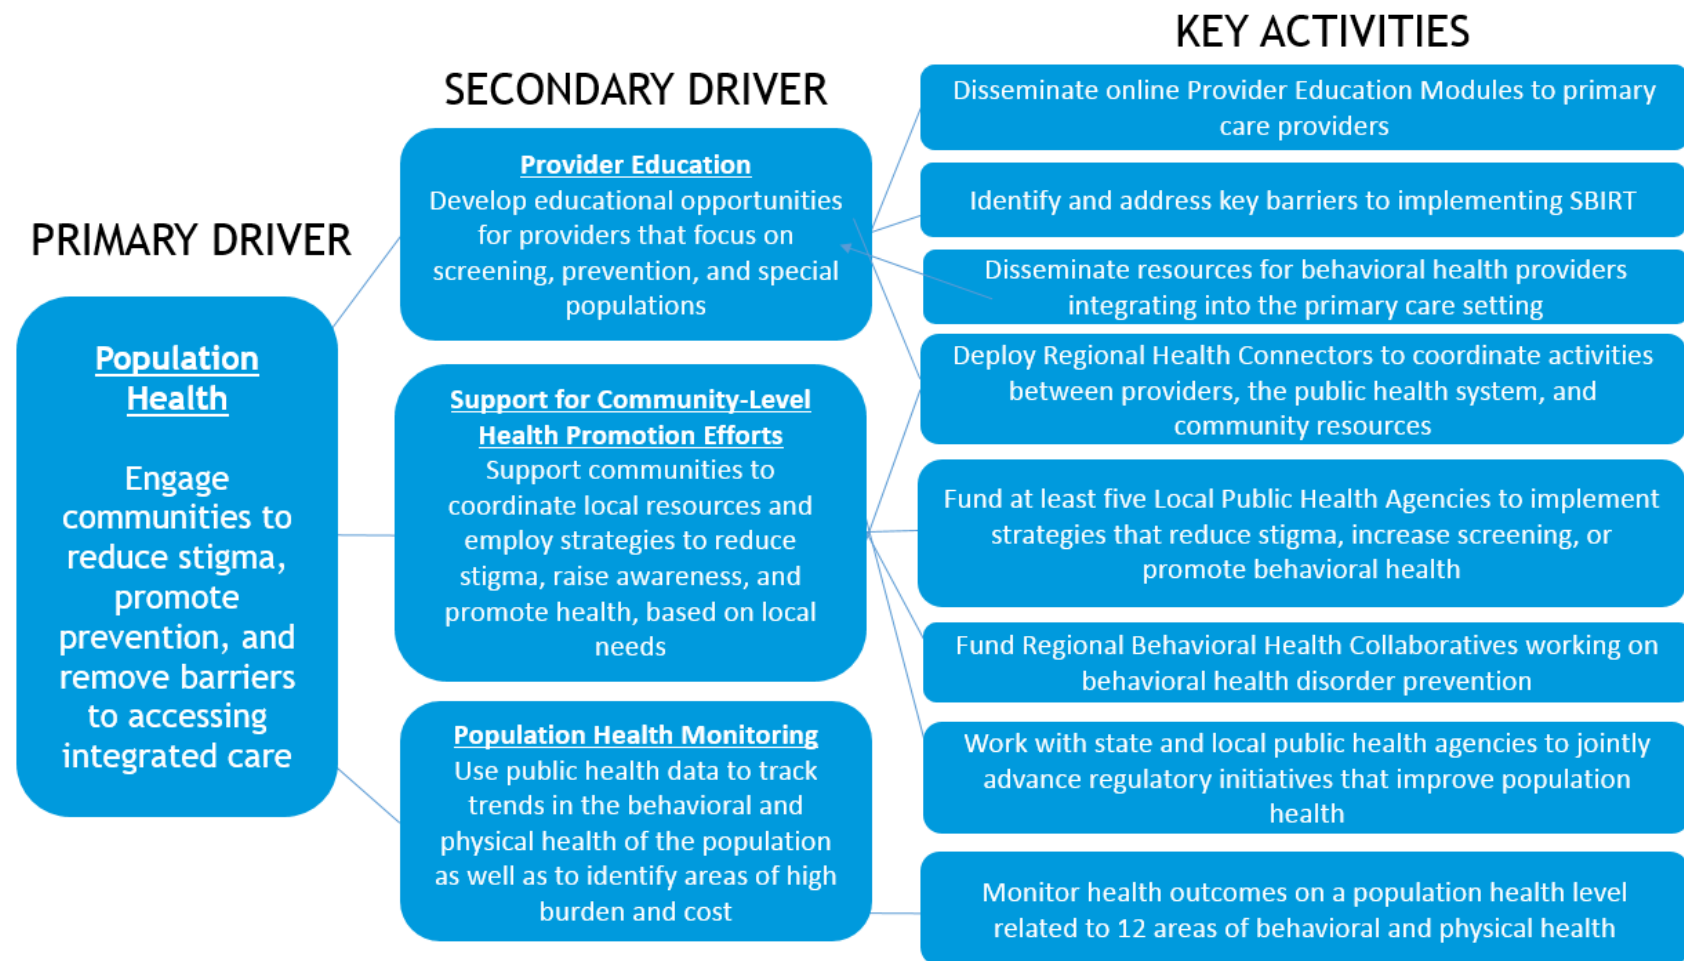 PRIMARY DRIVER
Population
Health
Engage
communities to
reduce stigma,
promote
prevention, and
remove barriers
to accessing
integrated care
SECONDARY DRIVER
Provider Education
Develop educational opportunities
for providers that focus on
screening, prevention, and special
populations
Support for Community-Level
Health Promotion Efforts
Support communities to
coordinate local resources and
employ strategies to reduce
stigma, raise awareness, and
promote health, based on local
needs
Population Health Monitoring
Use public health data to track
trends in the behavioral and
physical health of the population
as well as to identify areas of high
burden and cost
KEY ACTIVITIES
Disseminate online Provider Education Modules to primary
care providers
Identify and address key barriers to implementing SBIRT
Disseminate resources for behavioral health providers
integrating into the primary care setting
Deploy Regional Health Connectors to coordinate activities
between providers, the public health system, and
community resources
Fund at least five Local Public Health Agencies to implement
strategies that reduce stigma, increase screening, or
promote behavioral health
Fund Regional Behavioral Health Collaboratives working on
behavioral health disorder prevention
Work with state and local public health agencies to jointly
advance regulatory initiatives that improve population
health
Monitor health outcomes on a population health level
related to 12 areas of behavioral and physical health